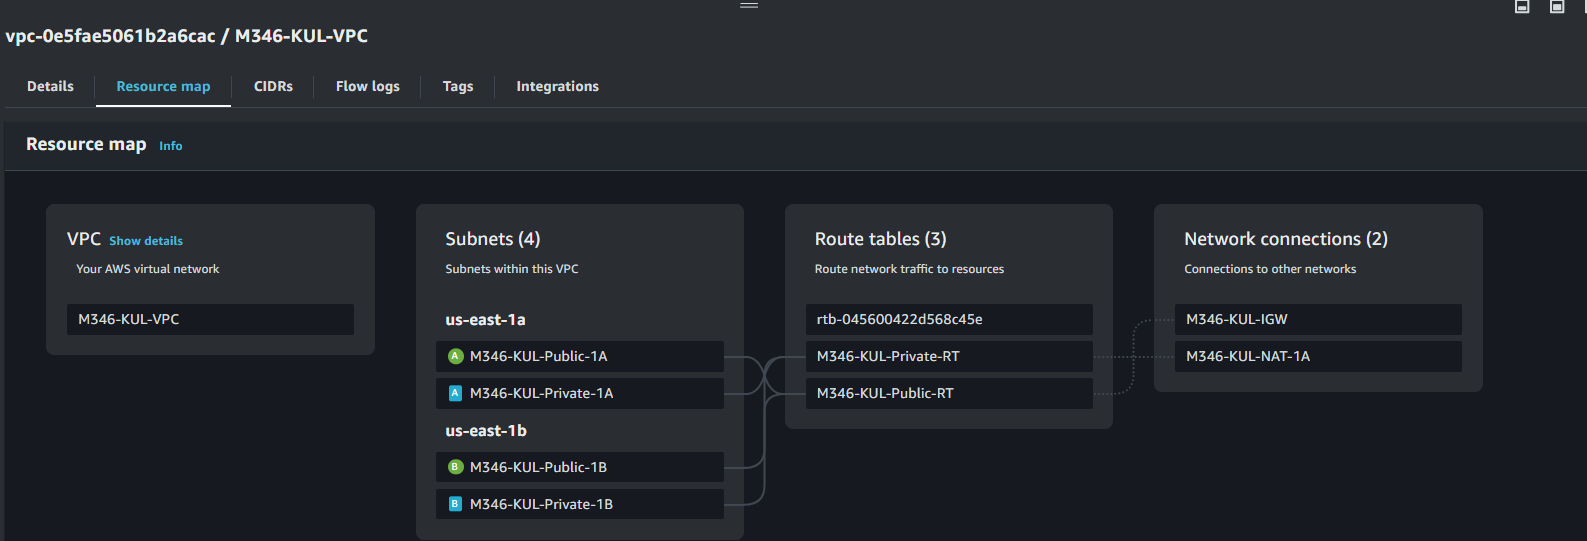 vpc-0e5fae5061b2a6cac / M346-KUL-VPC
Details
Resource map
CIDRs
Flow logs
Tags
Integrations
Resource map Info
VPC Show details
Your AWS virtual network
M346-KUL-VPC
Subnets (4)
Subnets within this VPC
us-east-1a
A M346-KUL-Public-1A
A M346-KUL-Private-1A
us-east-1b
B M346-KUL-Public-1B
B M346-KUL-Private-1B
Route tables (3)
Route network traffic to resources
rtb-045600422d568c45e
M346-KUL-Private-RT
M346-KUL-Public-RT
Network connections (2)
Connections to other networks
M346-KUL-IGW
M346-KUL-NAT-1A